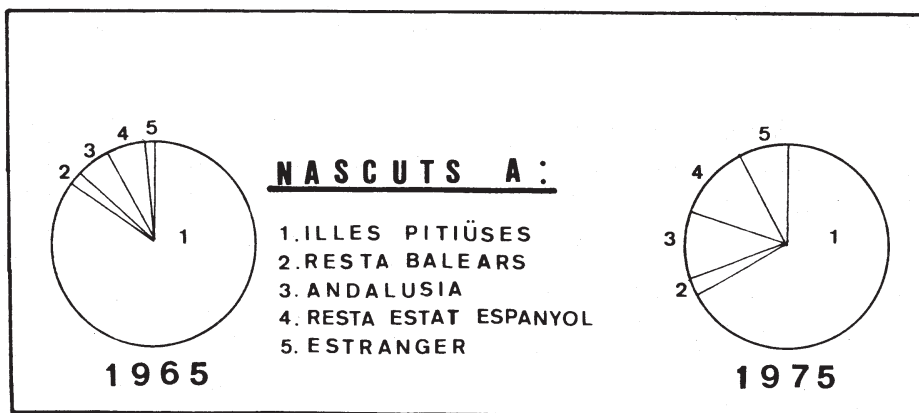 5
4
3
2
1
1965
NASCUTS A:
1. ILLES PITIÜSES
2. RESTA BALEARS
3. ANDALUSIA
4. RESTA ESTAT ESPANYOL
5. ESTRANGER
5
4
3
2
1
1975